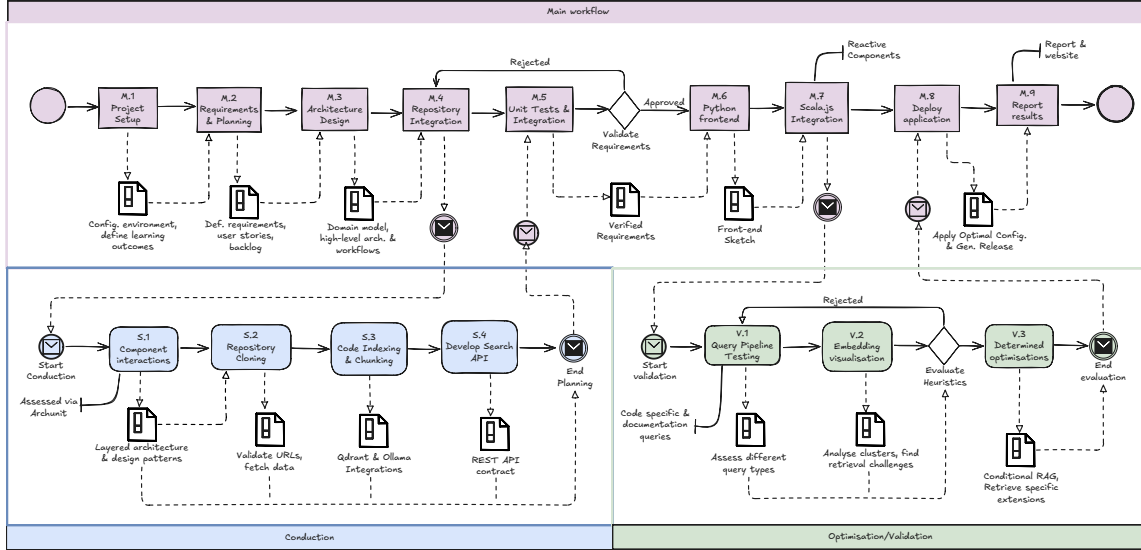 Main workflow
Reactive
Components
Report &
website
Rejected
M.1
Project
Setup
M.2
Requirements
& Planning
M.3
Architecture
Design
M.4
Repository
Integration
M.5
Unit Tests &
Integration
Approved
Validate
Requirements
M.6
Python
frontend
M.7
Scala.js
Integration
M.8
Deploy
application
M.9
Report
results
Config. environment,
define learning
outcomes
Def. requirements,
user stories,
backlog
Domain model,
high-level arch. &
workflows
Verified
Requirements
Front-end
Sketch
Apply Optimal Config.
& Gen. Release
Start
Conduction
S.1
Component
interactions
S.2
Repository
Cloning
S.3
Code Indexing
& Chunking
S.4
Develop Search
API
End
Planning
Assessed via
Archunit
Layered architecture
& design patterns
Validate URLs,
fetch data
Qdrant & Ollama
Integrations
REST API
contract
Conduction
Rejected
Start
validation
V.1
Query Pipeline
Testing
V.2
Embedding
visualisation
Evaluate
Heuristics
V.3
Determined
optimisations
End
evaluation
Code specific &
documentation
queries
Assess different
query types
Analyse clusters, find
retrieval challenges
Conditional RAG,
Retrieve specific
extensions
Optimisation/Validation